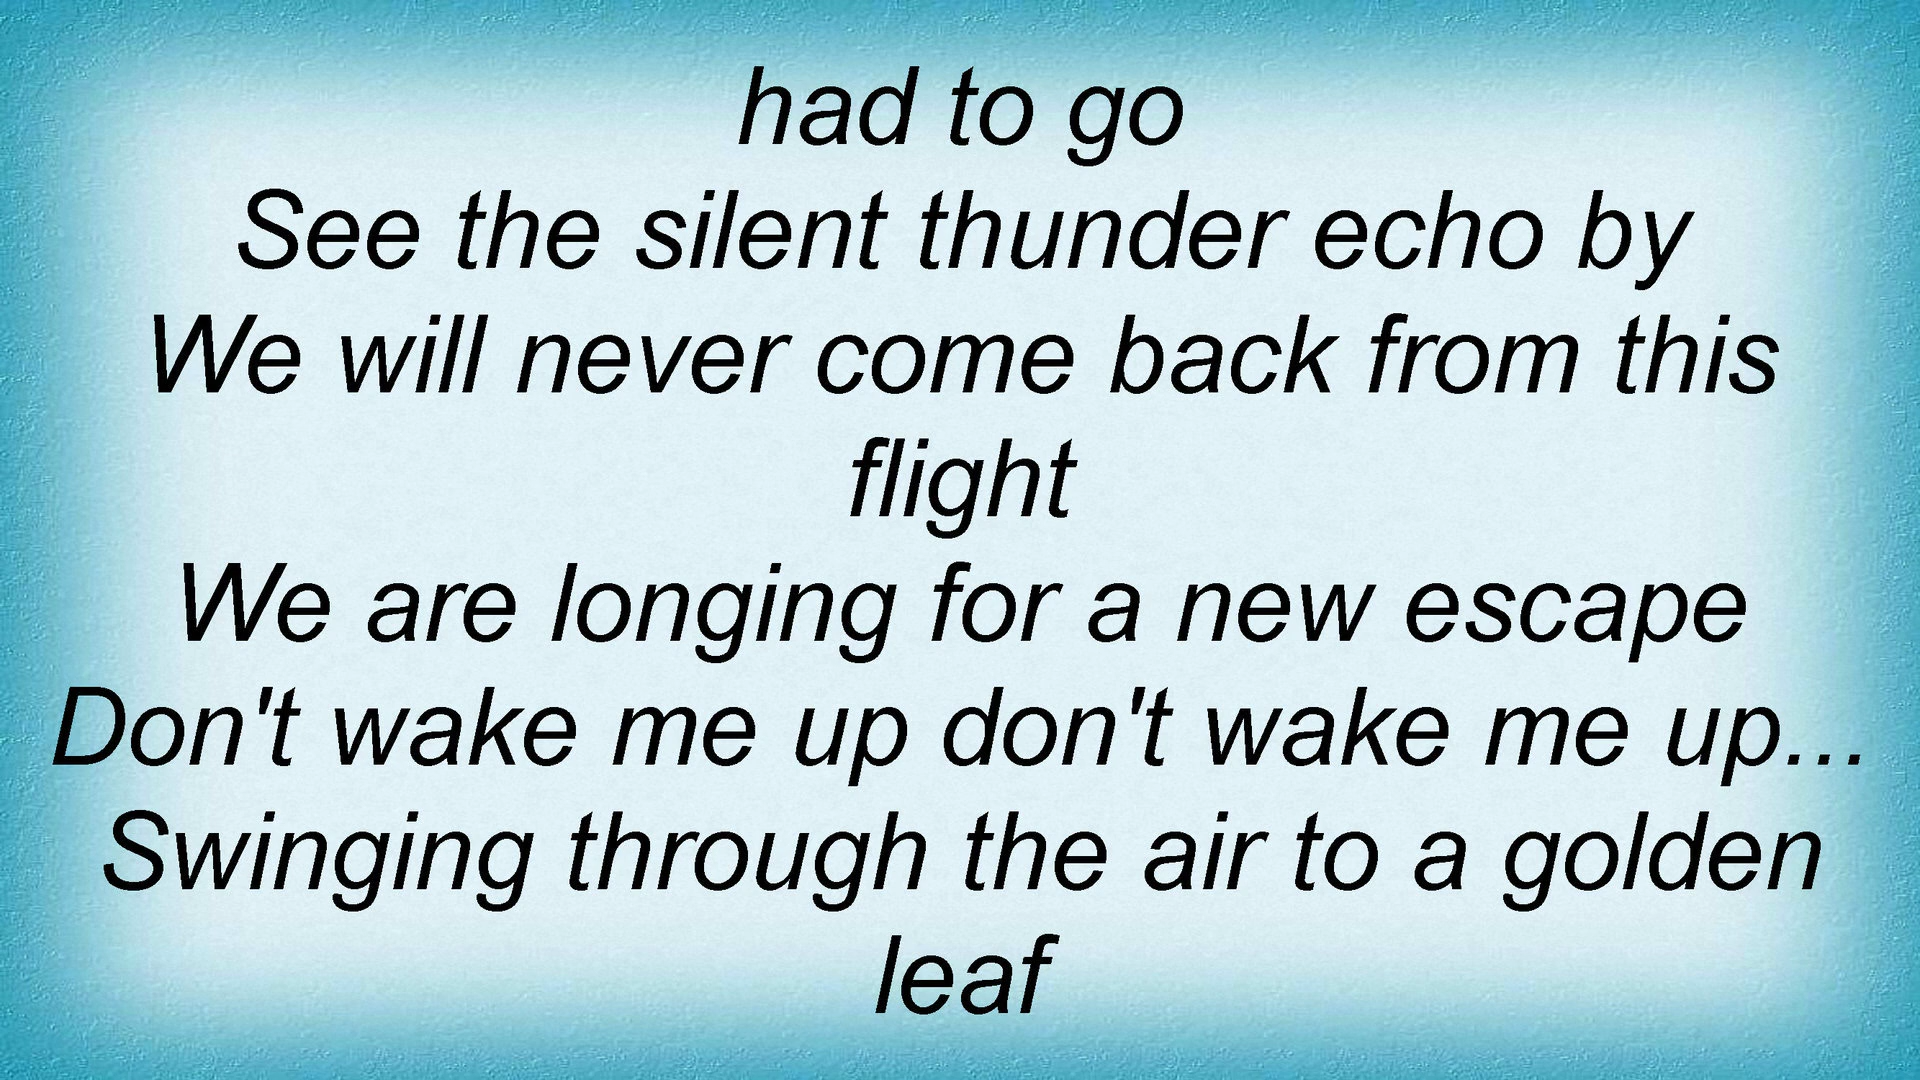 had to go
See the silent thunder echo by
We will never come back from this
flight
We are longing for a new escape
Don't wake me up don't wake me up...
Swinging through the air to a golden
leaf